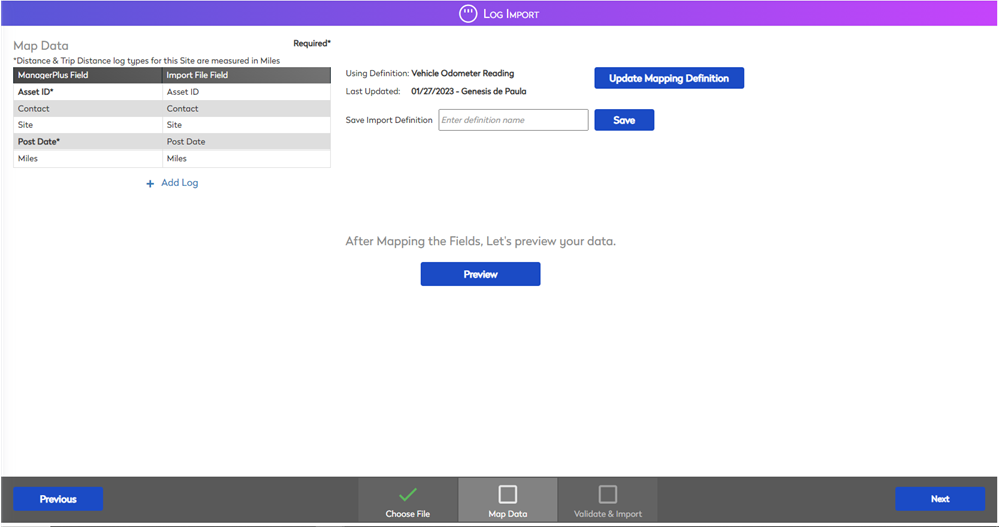 Log Import
Map Data
Required*
*Distance & Trip Distance log types for this Site are measured in Miles
ManagerPlus Field Import File Field
Asset ID* Asset ID
Contact Contact
Site Site
Post Date* Post Date
Miles Miles
+ Add Log
Using Definition: Vehicle Odometer Reading
Last Updated: 01/27/2023 - Genesis de Paula
Update Mapping Definition
Save Import Definition Enter definition name Save
After Mapping the Fields, Let's preview your data.
Preview
Previous
Choose File
Map Data
Validate & Import
Next